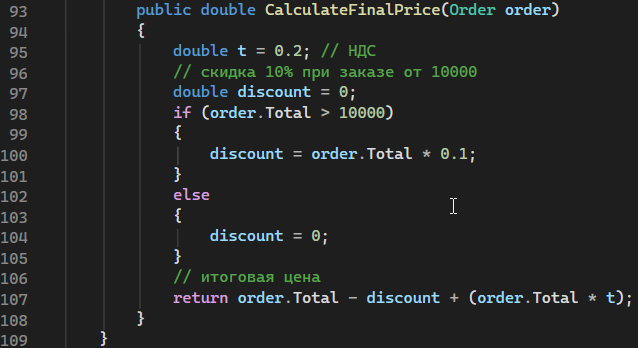 93 public double CalculateFinalPrice(Order order)
94 {
95 double t = 0.2; // НДС
96 // скидка 10% при заказе от 10000
97 double discount = 0;
98 if (order.Total > 10000)
99 {
100 discount = order.Total * 0.1;
101 }
102 else
103 {
104 discount = 0;
105 }
106 // итоговая цена
107 return order.Total - discount + (order.Total * t);
108 }
109 }